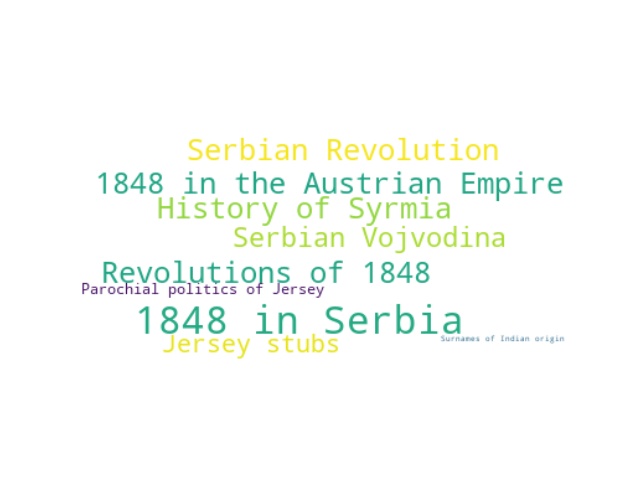 Serbian Revolution
1848 in the Austrian Empire
History of Syrmia
Serbian Vojvodina
Revolutions of 1848
Parochial politics of Jersey
1848 in Serbia
Surnames of Indian origin
Jersey stubs